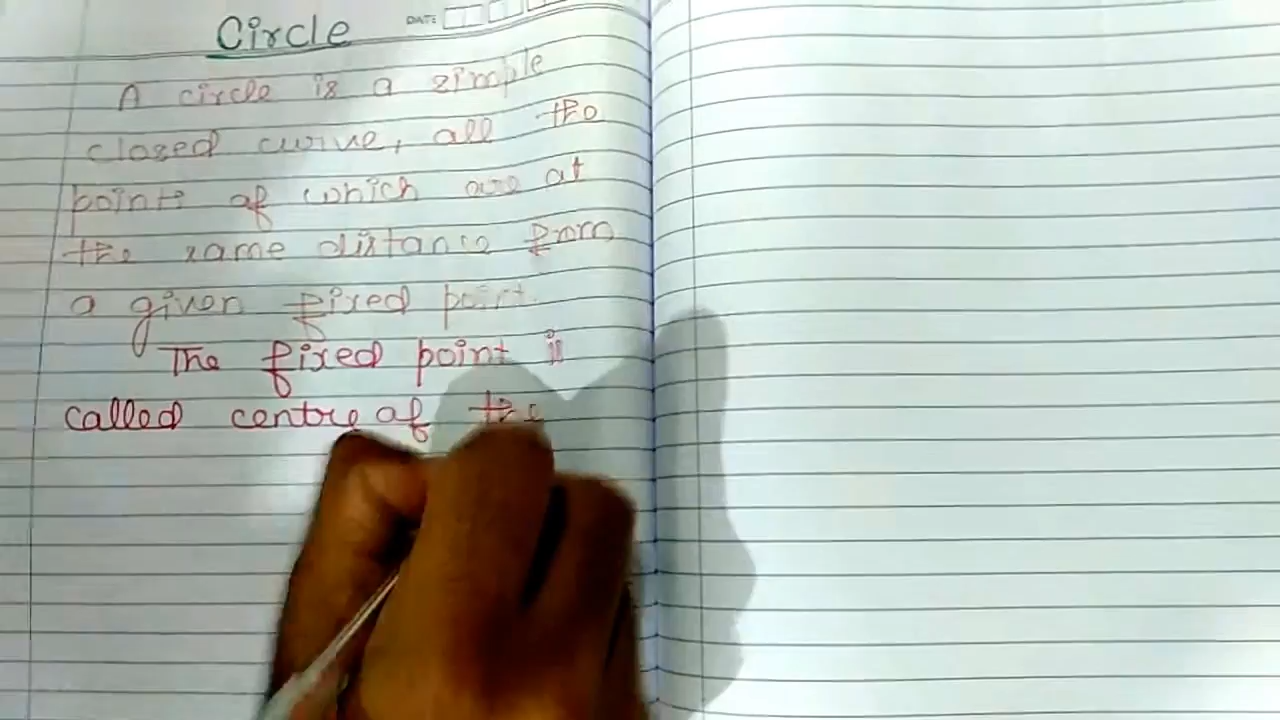 Circle
DATE
A circle is a simple
closed curve, all the
points of which are at
the same distance from
a given fixed point.
The fixed point is
called centre of the